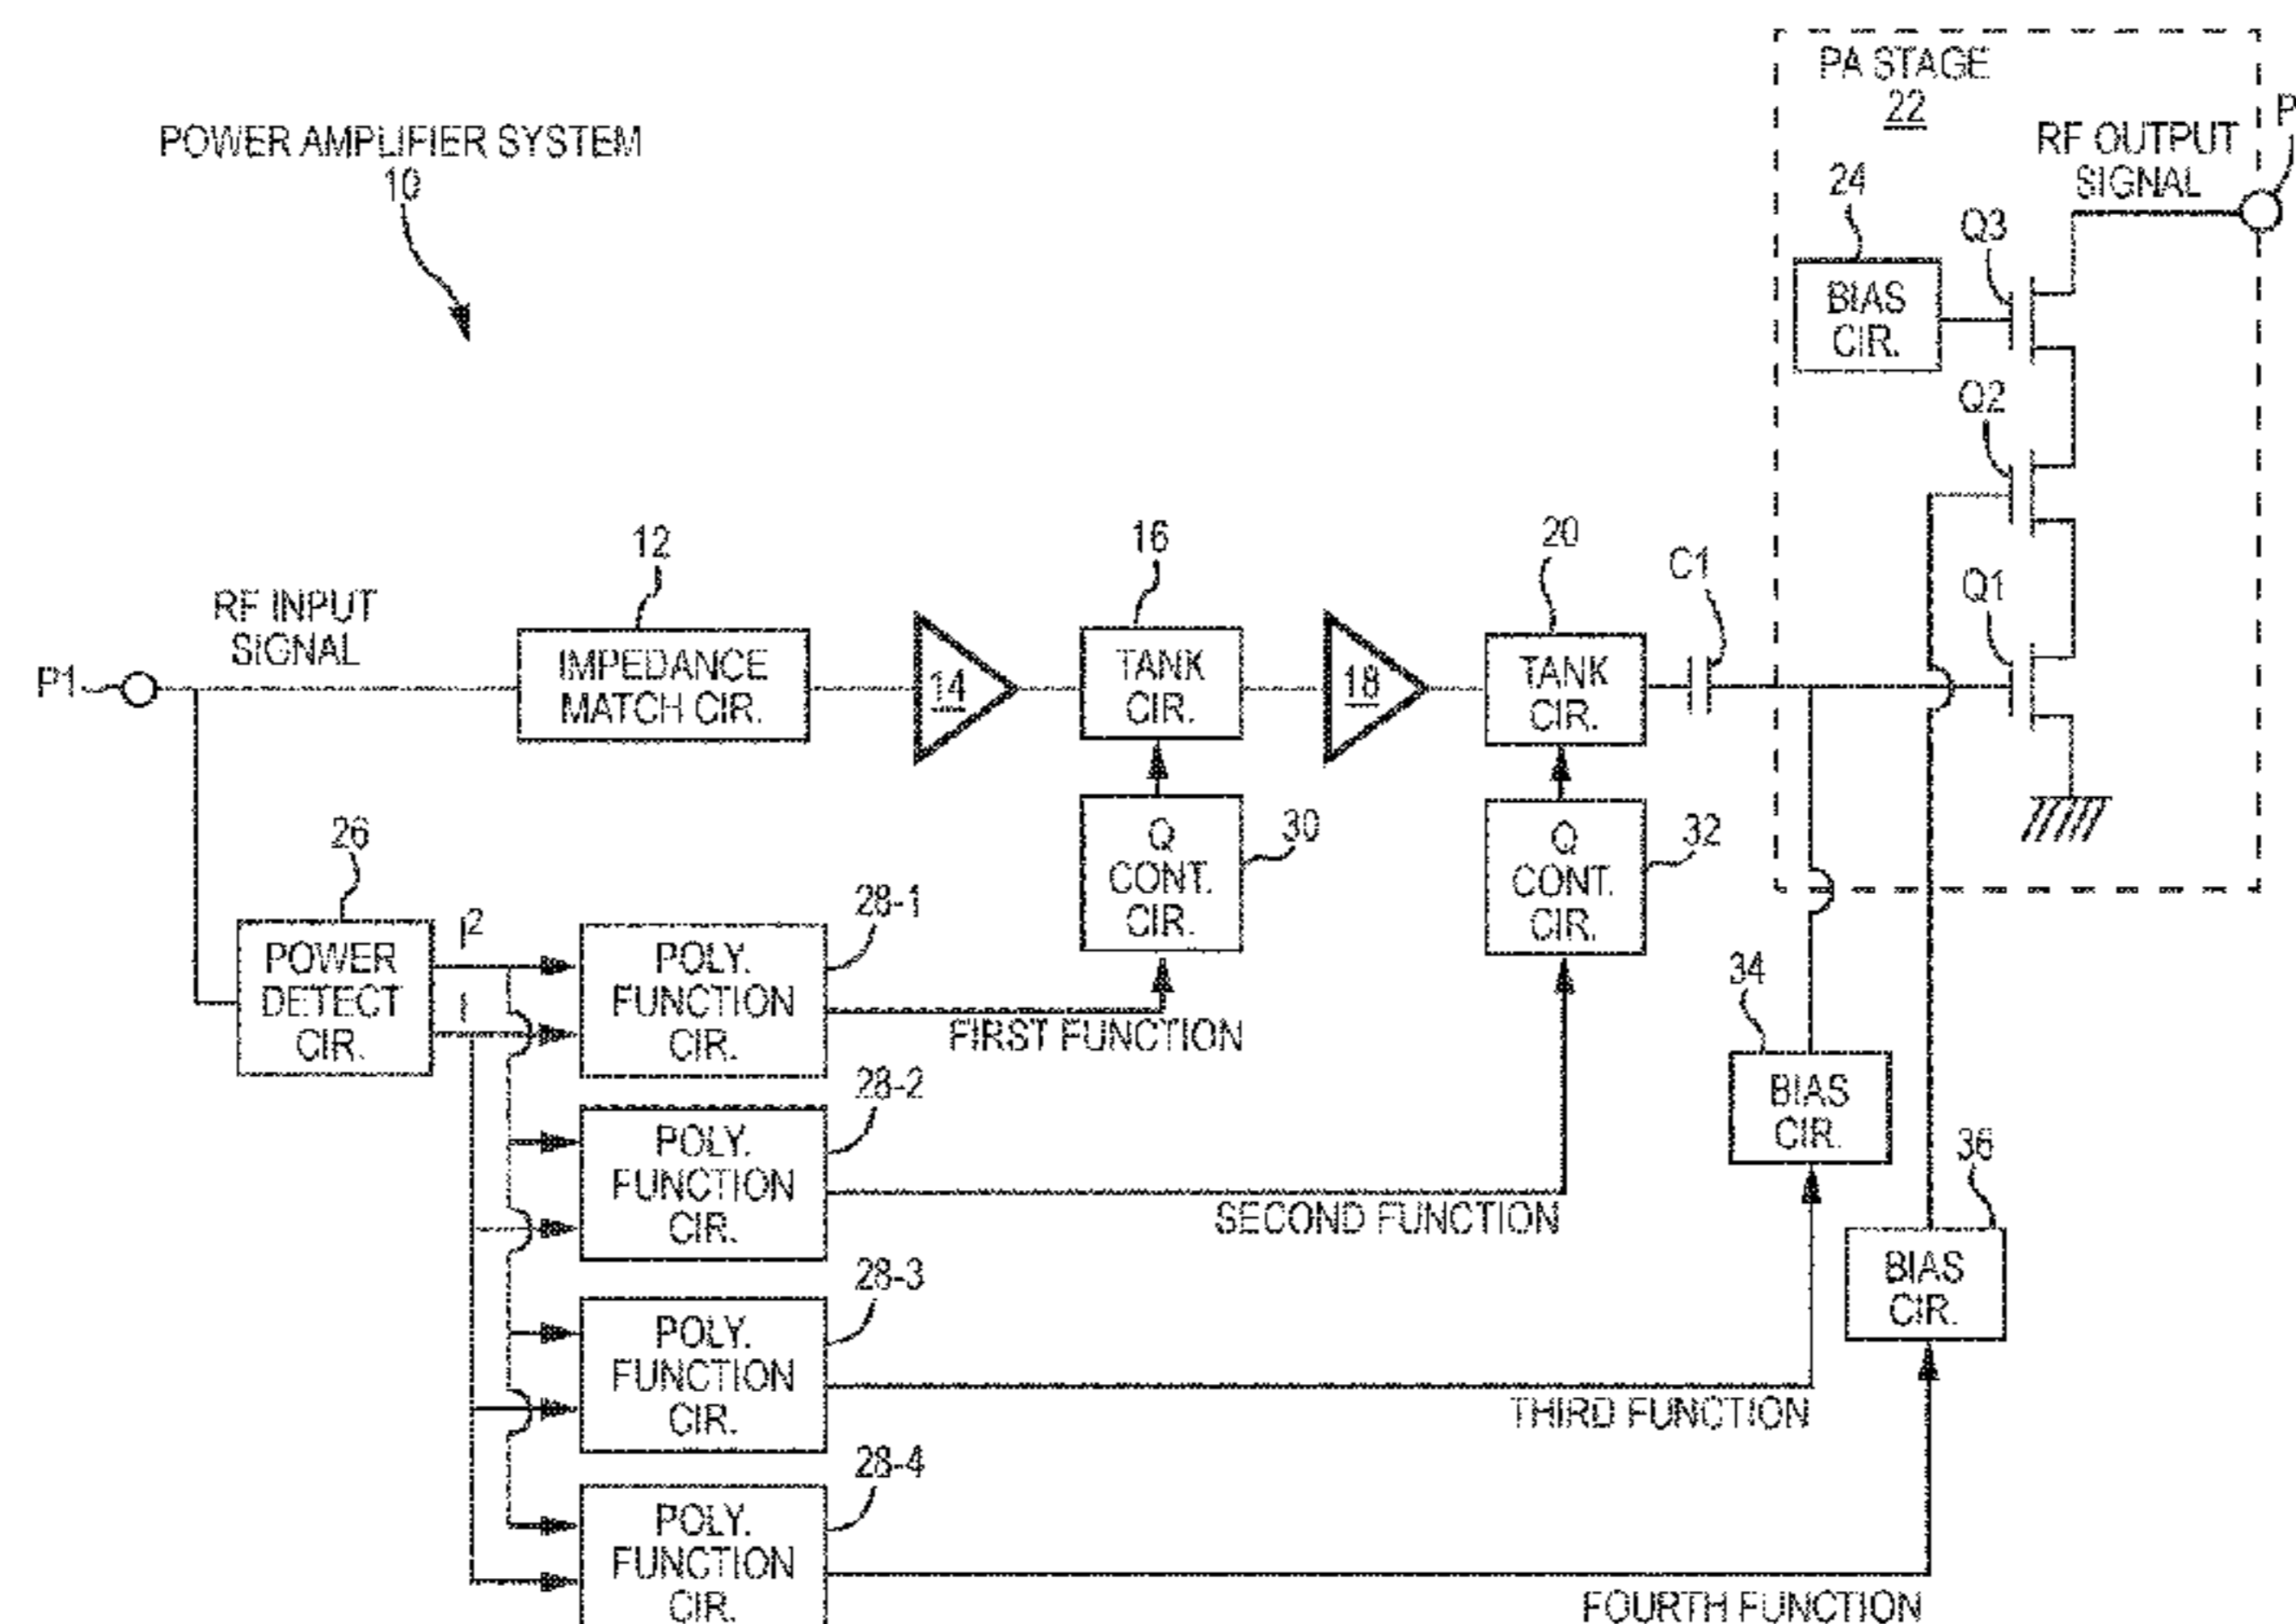 POWER AMPLIFIER SYSTEM
10
PA STAGE
22
RF OUTPUT
SIGNAL
P
24
BIAS
CIR.
Q3
Q2
Q1
RF INPUT
SIGNAL
P1
12
IMPEDANCE
MATCH CIR.
14
16
TANK
CIR.
18
20
TANK
CIR.
C1
26
POWER
DETECT
CIR.
I2
I
28-1
POLY.
FUNCTION
CIR.
FIRST FUNCTION
Q
CONT.
CIR.
30
Q
CONT.
CIR.
32
28-2
POLY.
FUNCTION
CIR.
SECOND FUNCTION
34
BIAS
CIR.
28-3
POLY.
FUNCTION
CIR.
THIRD FUNCTION
36
BIAS
CIR.
28-4
POLY.
FUNCTION
CIR.
FOURTH FUNCTION